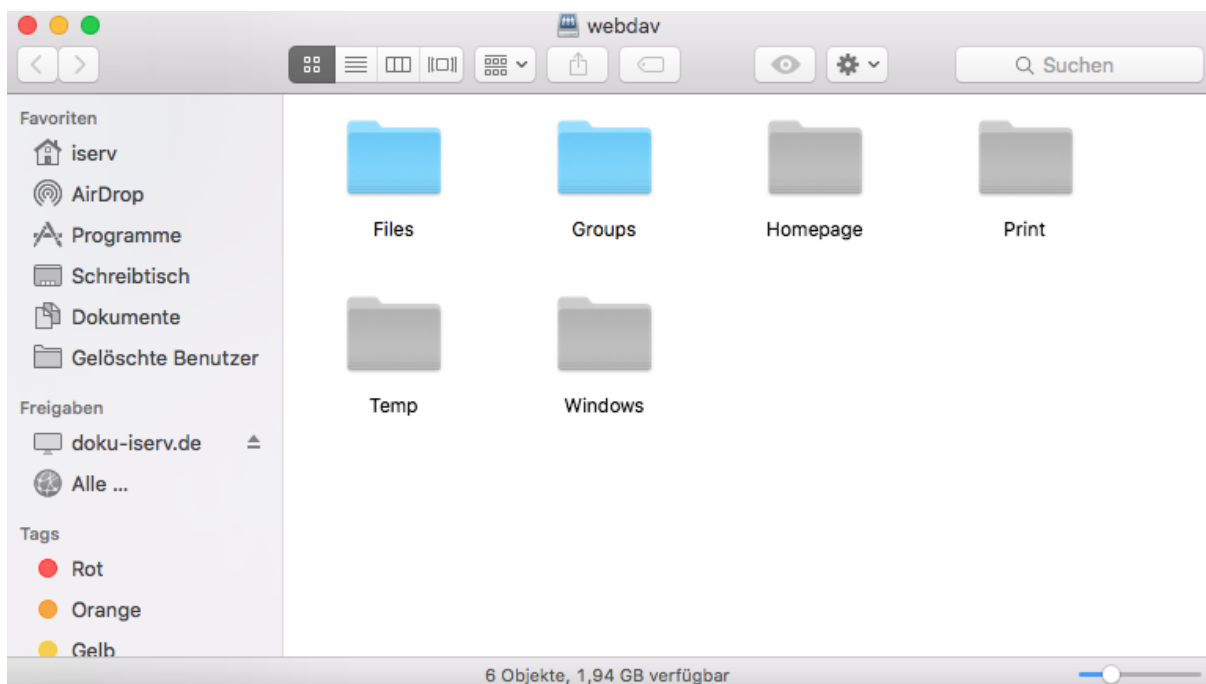 webdav
Suchen
Favoriten
iserv
AirDrop
Programme
Schreibtisch
Dokumente
Gelöschte Benutzer
Freigaben
doku-iserv.de
Alle ...
Tags
Rot
Orange
Gelb
Files Groups Homepage Print
Temp Windows
6 Objekte, 1,94 GB verfügbar